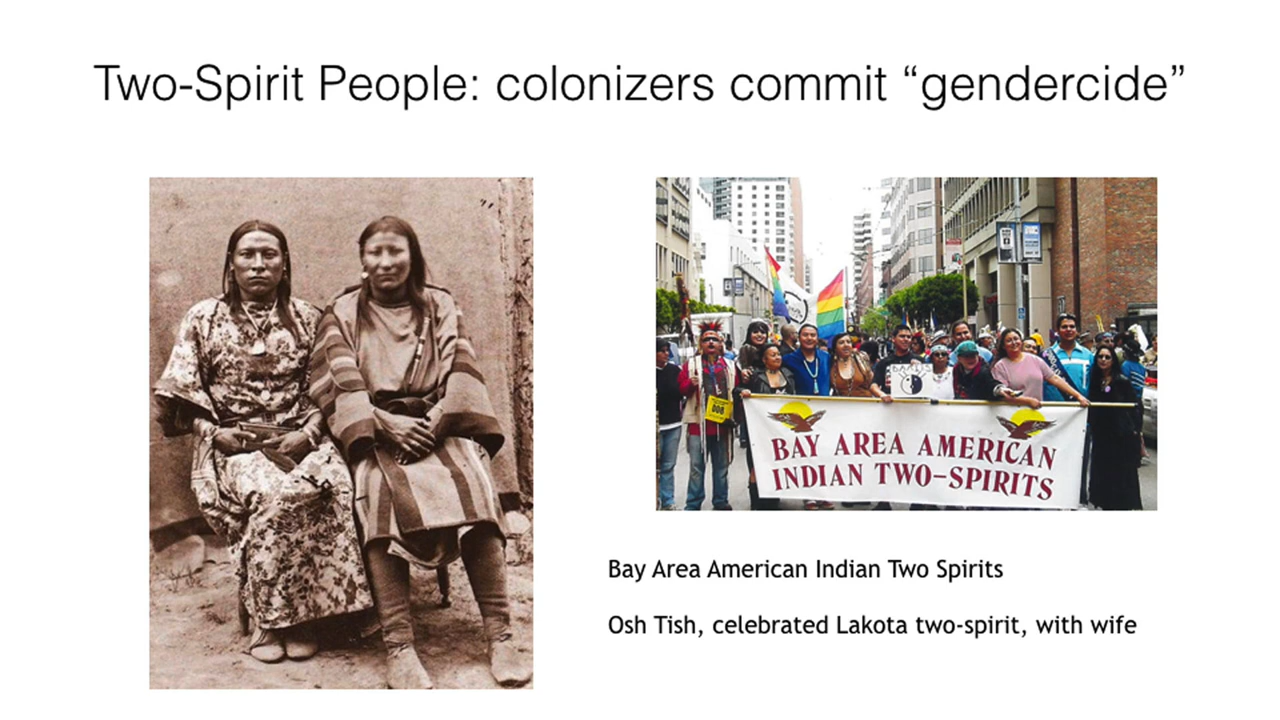 Two-Spirit People: colonizers commit “gendercide”
BAY AREA AMERICAN
INDIAN TWO-SPIRITS
Bay Area American Indian Two Spirits
Osh Tish, celebrated Lakota two-spirit, with wife